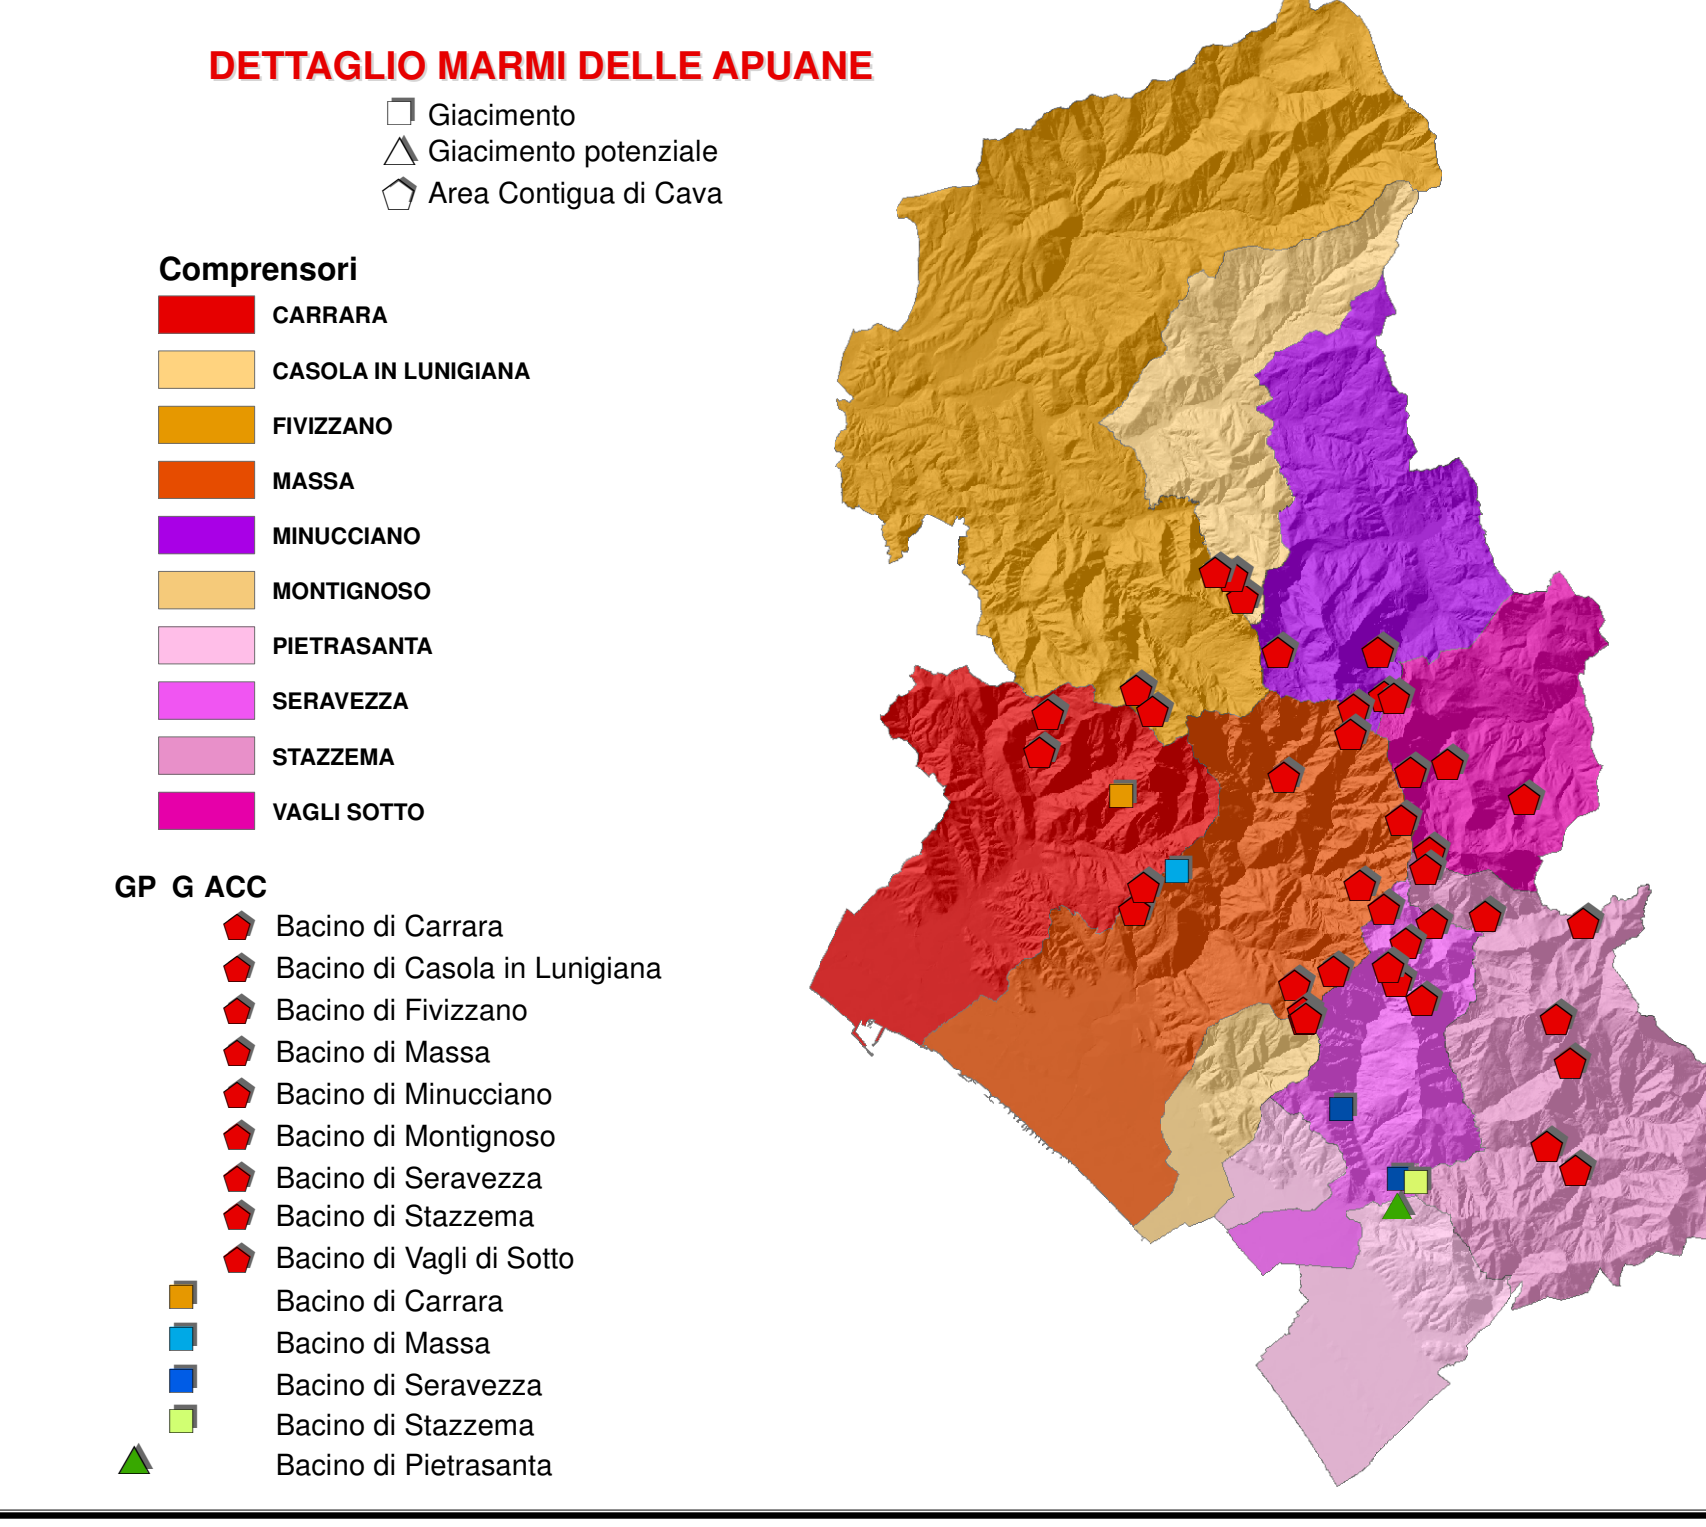 DETTAGLIO MARMI DELLE APUANE
Giacimento
Giacimento potenziale
Area Contigua di Cava
Comprensori
CARRARA
CASOLA IN LUNIGIANA
FIVIZZANO
MASSA
MINUCCIANO
MONTIGNOSO
PIETRASANTA
SERAVEZZA
STAZZEMA
VAGLI SOTTO
GP G ACC
Bacino di Carrara
Bacino di Casola in Lunigiana
Bacino di Fivizzano
Bacino di Massa
Bacino di Minucciano
Bacino di Montignoso
Bacino di Seravezza
Bacino di Stazzema
Bacino di Vagli di Sotto
Bacino di Carrara
Bacino di Massa
Bacino di Seravezza
Bacino di Stazzema
Bacino di Pietrasanta